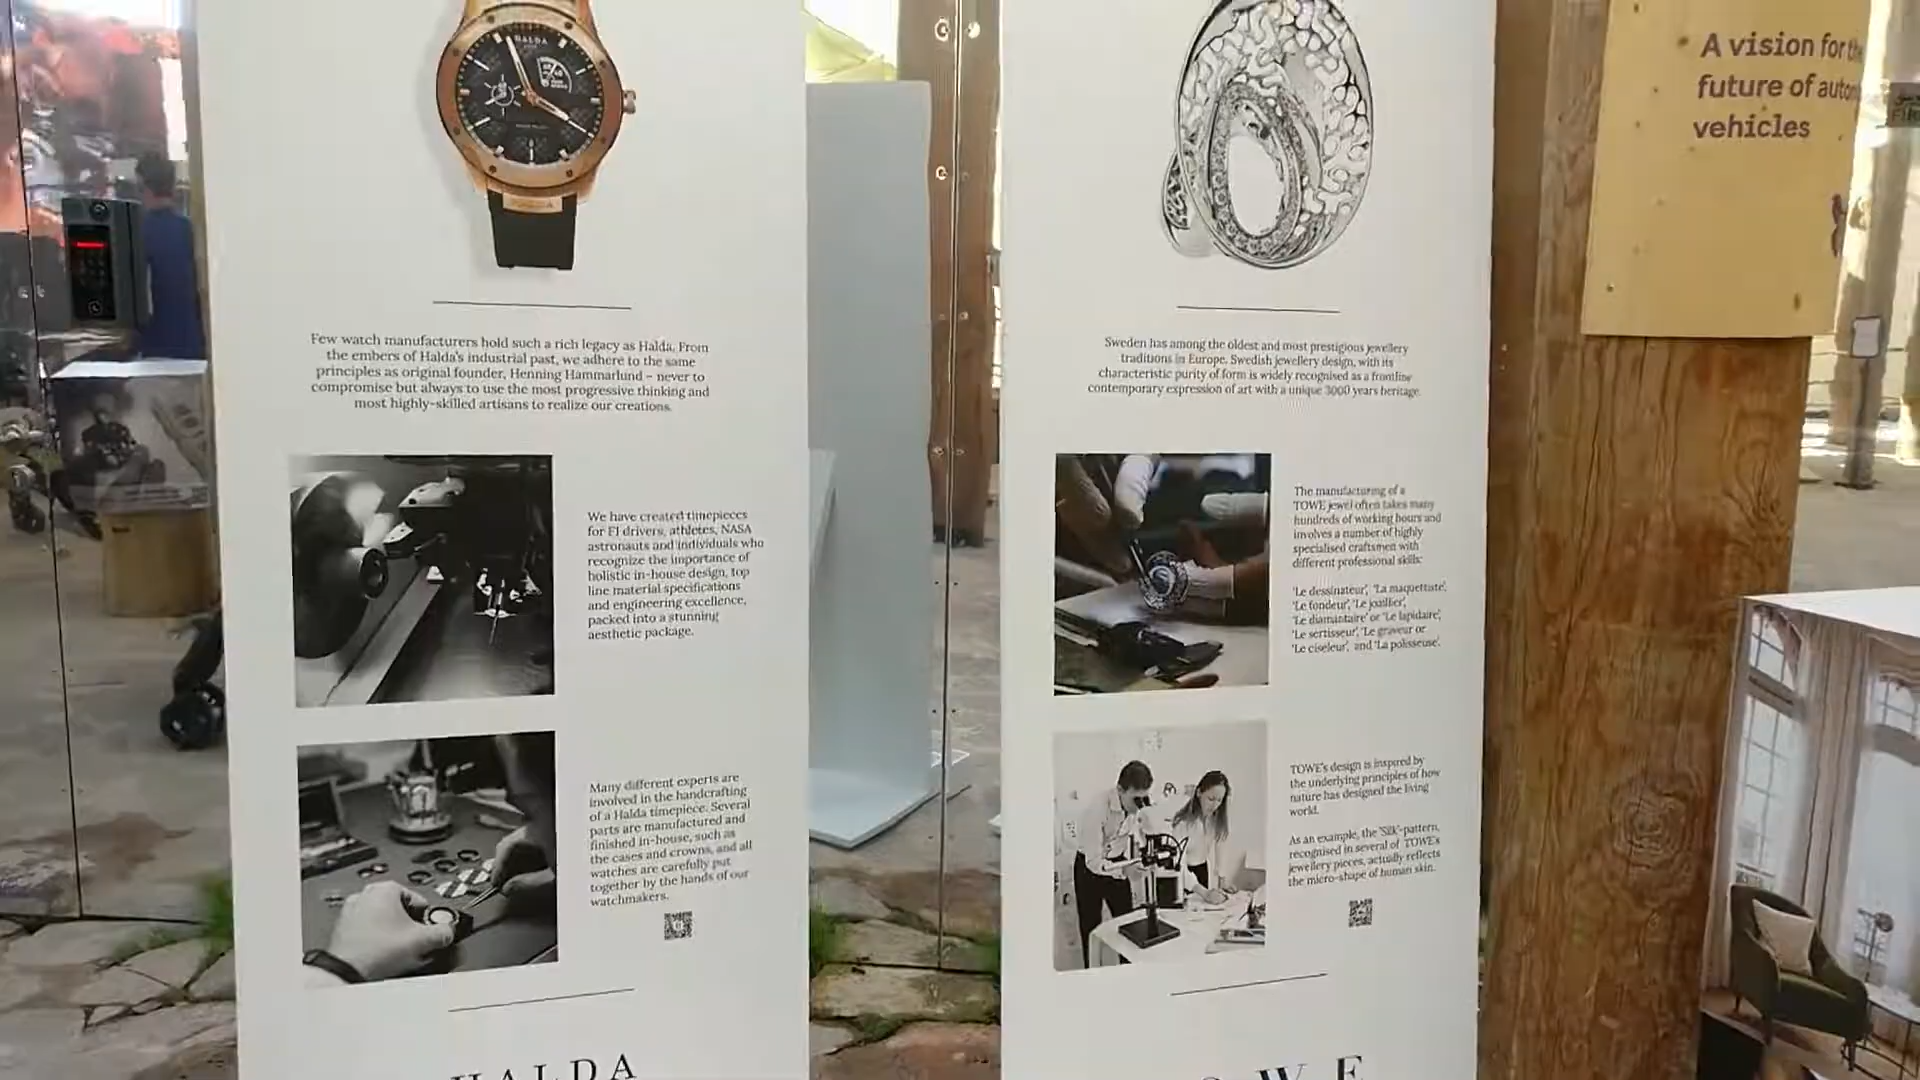 HALDA
Few watch manufacturers hold such a rich legacy as Halda. From
the embers of Halda's industrial past, we adhere to the same
principles as original founder, Henning Hammarlund – never to
compromise but always to use the most progressive thinking and
most highly-skilled artisans to realize our creations.
We have created timepieces
for F1 drivers, athletes, NASA
astronauts and individuals who
recognize the importance of
holistic in-house design, top
line material specifications
and engineering excellence,
packed into a stunning
aesthetic package.
Many different experts are
involved in the handcrafting
of a Halda timepiece. Several
parts are manufactured and
finished in-house, such as
the cases and crowns, and all
watches are carefully put
together by the hands of our
watchmakers.
HALDA
Sweden has among the oldest and most prestigious jewellery
traditions in Europe. Swedish jewellery design, with its
characteristic purity of form is widely recognised as a frontline
contemporary expression of art with a unique 3000 years heritage.
The manufacturing of a
TOWE jewel often takes many
hundreds of working hours and
involves a number of highly
specialised craftsmen with
different professional skills:
'Le dessinateur', 'La maquettiste',
'Le fondeur', 'Le joaillier',
'Le diamantaire' or 'Le lapidaire',
'Le sertisseur', 'Le graveur or
'Le ciseleur', and 'La polisseuse'.
TOWE's design is inspired by
the underlying principles of how
nature has designed the living
world.
As an example, the 'Silk'-pattern,
recognised in several of TOWE's
jewellery pieces, actually reflects
the micro-shape of human skin.
OWE
A vision for th
future of auton
vehicles